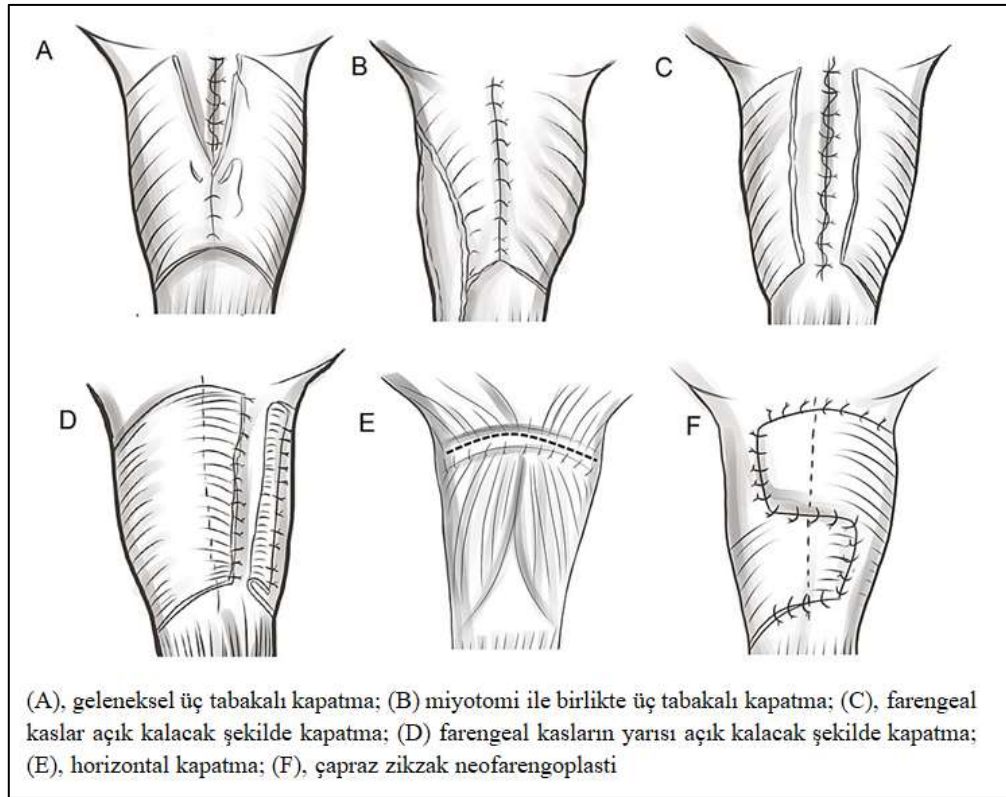 A
B
C
D
E
F
(A), geleneksel üç tabakalı kapatma; (B) miyotomi ile birlikte üç tabakalı kapatma; (C), farengeal
kaslar açık kalacak şekilde kapatma; (D) farengeal kasların yarısı açık kalacak şekilde kapatma;
(E), horizontal kapatma; (F), çapraz zikzak neofarengoplasti